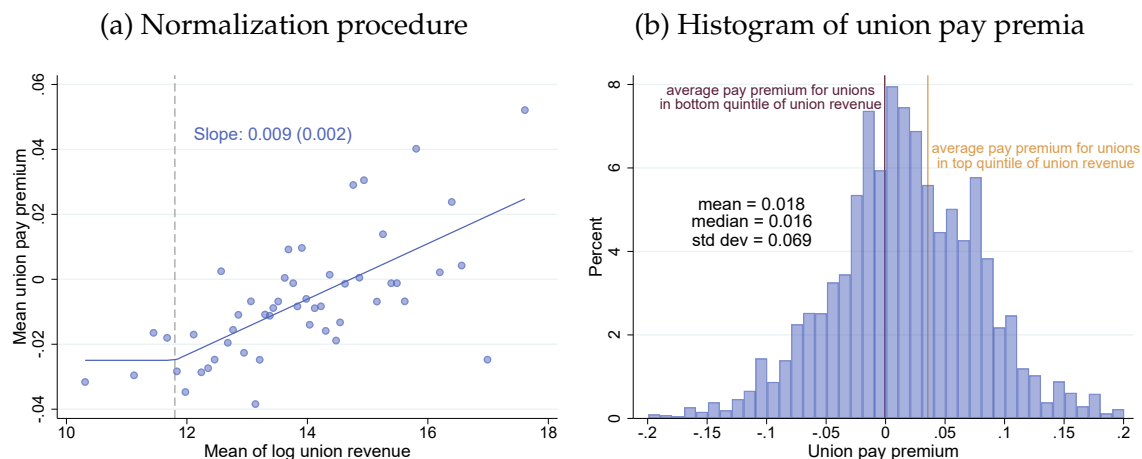 (a) Normalization procedure
.06
.04
.02
0
-.02
-.04
Mean union pay premium
Slope: 0.009 (0.002)
10
12
14
16
18
Mean of log union revenue
(b) Histogram of union pay premia
8
6
4
2
0
Percent
average pay premium for unions
in bottom quintile of union revenue
average pay premium for unions
in top quintile of union revenue
mean = 0.018
median = 0.016
std dev = 0.069
-.2
-.15
-.1
-.05
0
.05
.1
.15
.2
Union pay premium